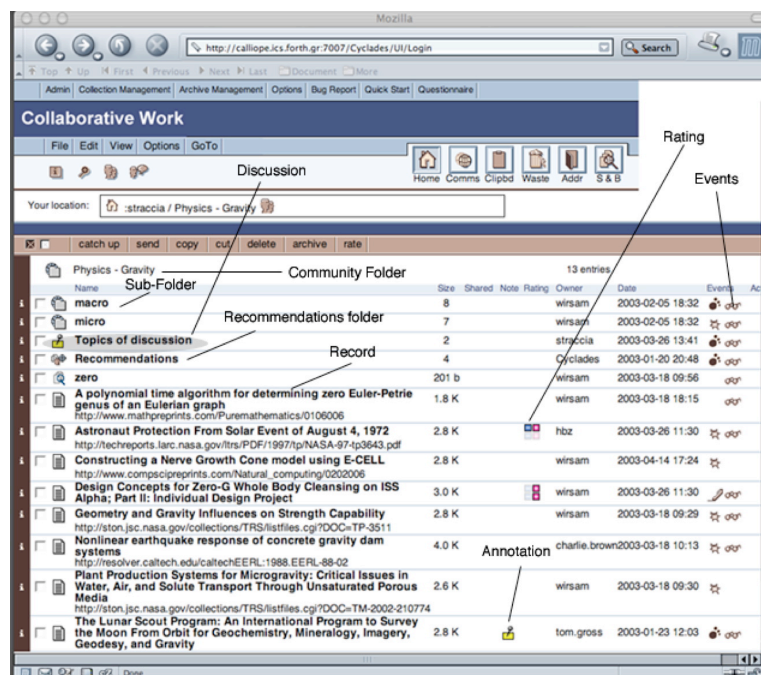 Mozilla
http://calliope.ics.forth.gr:7007/Cyclades/UI/Login
Search
Top Up First Previous Next Last Document More
Admin Collection Management Archive Management Options Bug Report Quick Start Questionnaire
Collaborative Work
File Edit View Options GoTo
Rating
Discussion
Home Comms Clipbd Waste Addr S & B
Events
Your location: :straccia / Physics - Gravity
catch up send copy cut delete archive rate
Physics - Gravity Community Folder 13 entries
Sub-Folder
Name Size Shared Note Rating Owner Date Events Ac
macro 8 wirsam 2003-02-05 18:32
Recommendations folder
micro 7 wirsam 2003-02-05 18:32
Topics of discussion 2 straccia 2003-03-26 13:41
Record
Recommendations 4 Cyclades 2003-01-20 20:48
zero 201 b wirsam 2003-03-18 09:56
A polynomial time algorithm for determining zero Euler-Petrie
genus of an Eulerian graph 1.8 K wirsam 2003-03-18 18:15
http://www.mathpreprints.com/Puremathematics/0106006
Astronaut Protection From Solar Event of August 4, 1972 2.8 K hbz 2003-03-26 11:30
http://techreports.larc.nasa.gov/ltrs/PDF/1997/tp/NASA-97-tp3643.pdf
Constructing a Nerve Growth Cone model using E-CELL 2.8 K wirsam 2003-04-14 17:24
http://www.compscipreprints.com/Natural_computing/0202006
Design Concepts for Zero-G Whole Body Cleansing on ISS
Alpha; Part II: Individual Design Project 3.0 K wirsam 2003-03-26 11:30
Geometry and Gravity Influences on Strength Capability 2.8 K wirsam 2003-03-18 09:29
http://ston.jsc.nasa.gov/collections/TRS/listfiles.cgi?DOC=TP-3511
Nonlinear earthquake response of concrete gravity dam
systems 4.0 K charlie.brown 2003-03-18 10:13
http://resolver.caltech.edu/caltechEERL:1988.EERL-88-02
Annotation
Plant Production Systems for Microgravity: Critical Issues in
Water, Air, and Solute Transport Through Unsaturated Porous
Media 2.6 K wirsam 2003-03-18 09:30
http://ston.jsc.nasa.gov/collections/TRS/listfiles.cgi?DOC=TM-2002-210774
The Lunar Scout Program: An International Program to Survey
the Moon From Orbit for Geochemistry, Mineralogy, Imagery,
Geodesy, and Gravity 2.8 K tom.gross 2003-01-23 12:03
Done